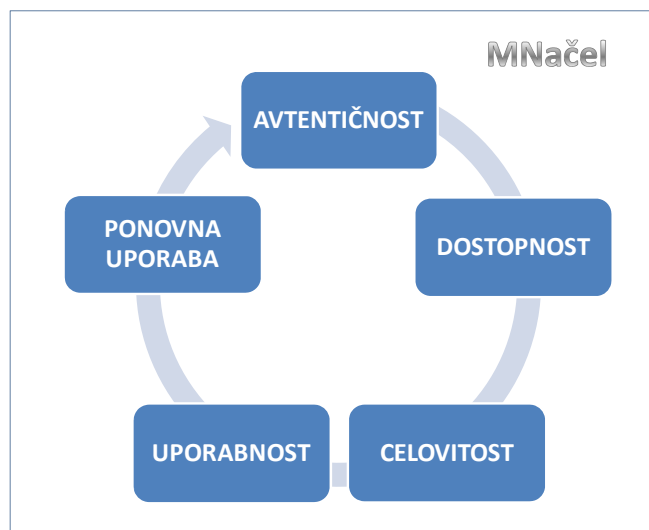 MNačel
AVTENTIČNOST
DOSTOPNOST
CELOVITOST
UPORABNOST
PONOVNA
UPORABA